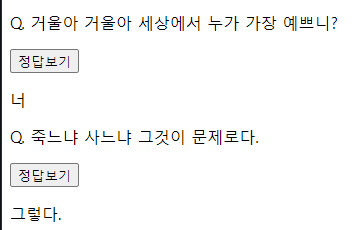 Q. 거울아 거울아 세상에서 누가 가장 예쁘니?
정답보기
너
Q. 죽느냐 사느냐 그것이 문제로다.
정답보기
그렇다.